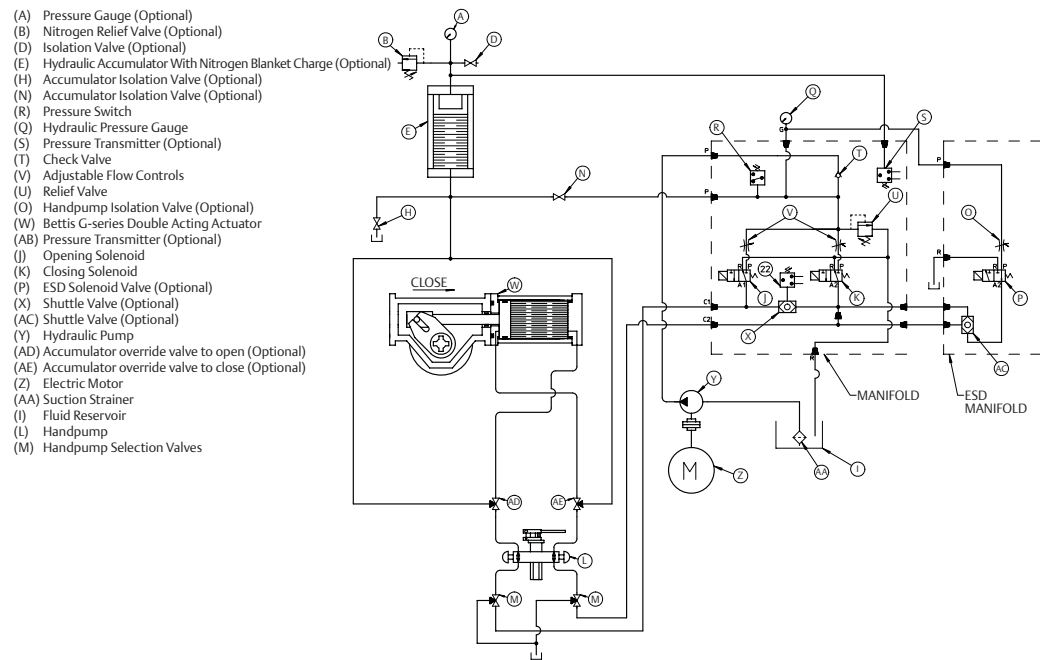 (A) Pressure Gauge (Optional)
(B) Nitrogen Relief Valve (Optional)
(D) Isolation Valve (Optional)
(E) Hydraulic Accumulator With Nitrogen Blanket Charge (Optional)
(H) Accumulator Isolation Valve (Optional)
(N) Accumulator Isolation Valve (Optional)
(R) Pressure Switch
(Q) Hydraulic Pressure Gauge
(S) Pressure Transmitter (Optional)
(T) Check Valve
(V) Adjustable Flow Controls
(U) Relief Valve
(O) Handpump Isolation Valve (Optional)
(W) Bettis G-series Double Acting Actuator
(AB) Pressure Transmitter (Optional)
(J) Opening Solenoid
(K) Closing Solenoid
(P) ESD Solenoid Valve (Optional)
(X) Shuttle Valve (Optional)
(AC) Shuttle Valve (Optional)
(Y) Hydraulic Pump
(AD) Accumulator override valve to open (Optional)
(AE) Accumulator override valve to close (Optional)
(Z) Electric Motor
(AA) Suction Strainer
(I) Fluid Reservoir
(L) Handpump
(M) Handpump Selection Valves
A
B
D
E
Q
G
R
S
P
T
P
N
P
H
V
U
O
R
CLOSE
W
22
R P
R P
R P
A1
A2
A2
J
K
P
C1
C2
X
AC
R
Y
MANIFOLD
ESD
MANIFOLD
M
Z
AA
I
AD
AE
L
M
M